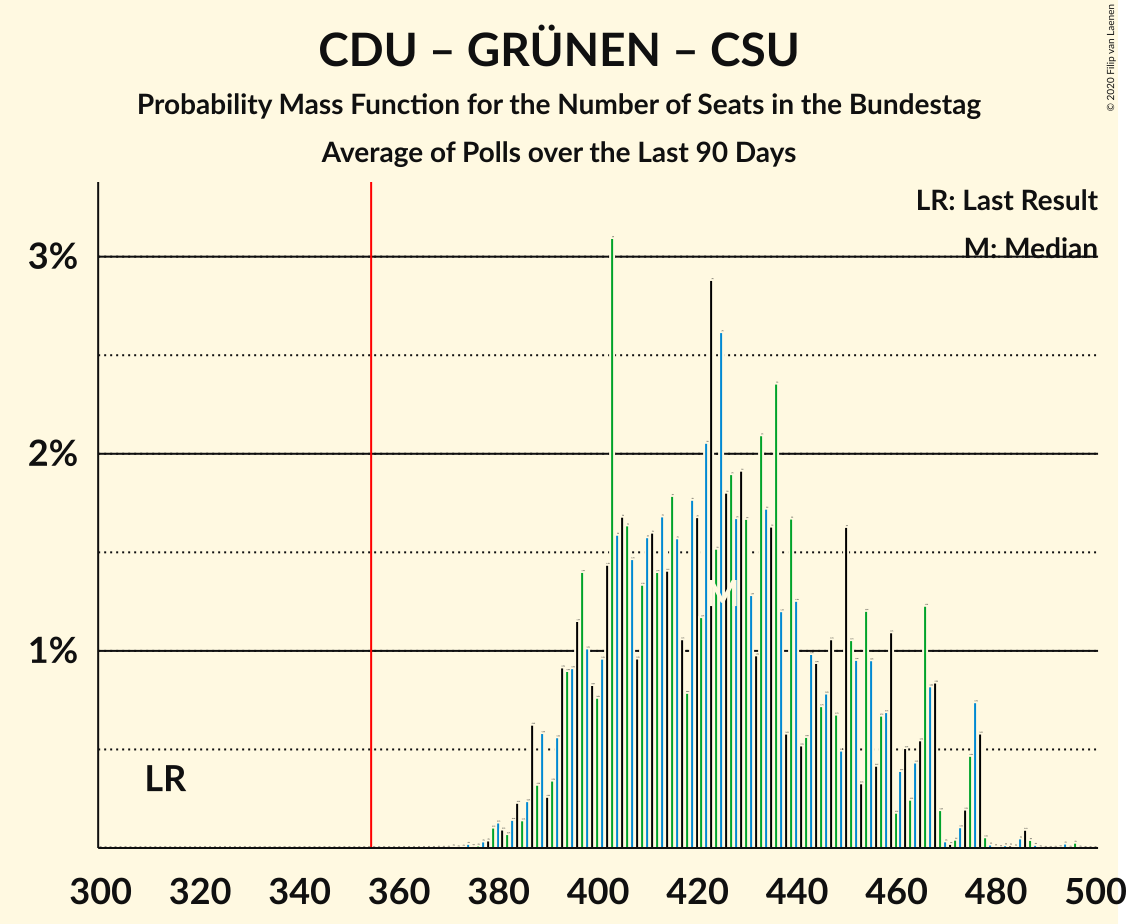 CDU – GRÜNEN – CSU
Probability Mass Function for the Number of Seats in the Bundestag
Average of Polls over the Last 90 Days
© 2020 Filip van Laenen
LR: Last Result
M: Median
3%
2%
1%
M
LR
300 320 340 360 380 400 420 440 460 480 500